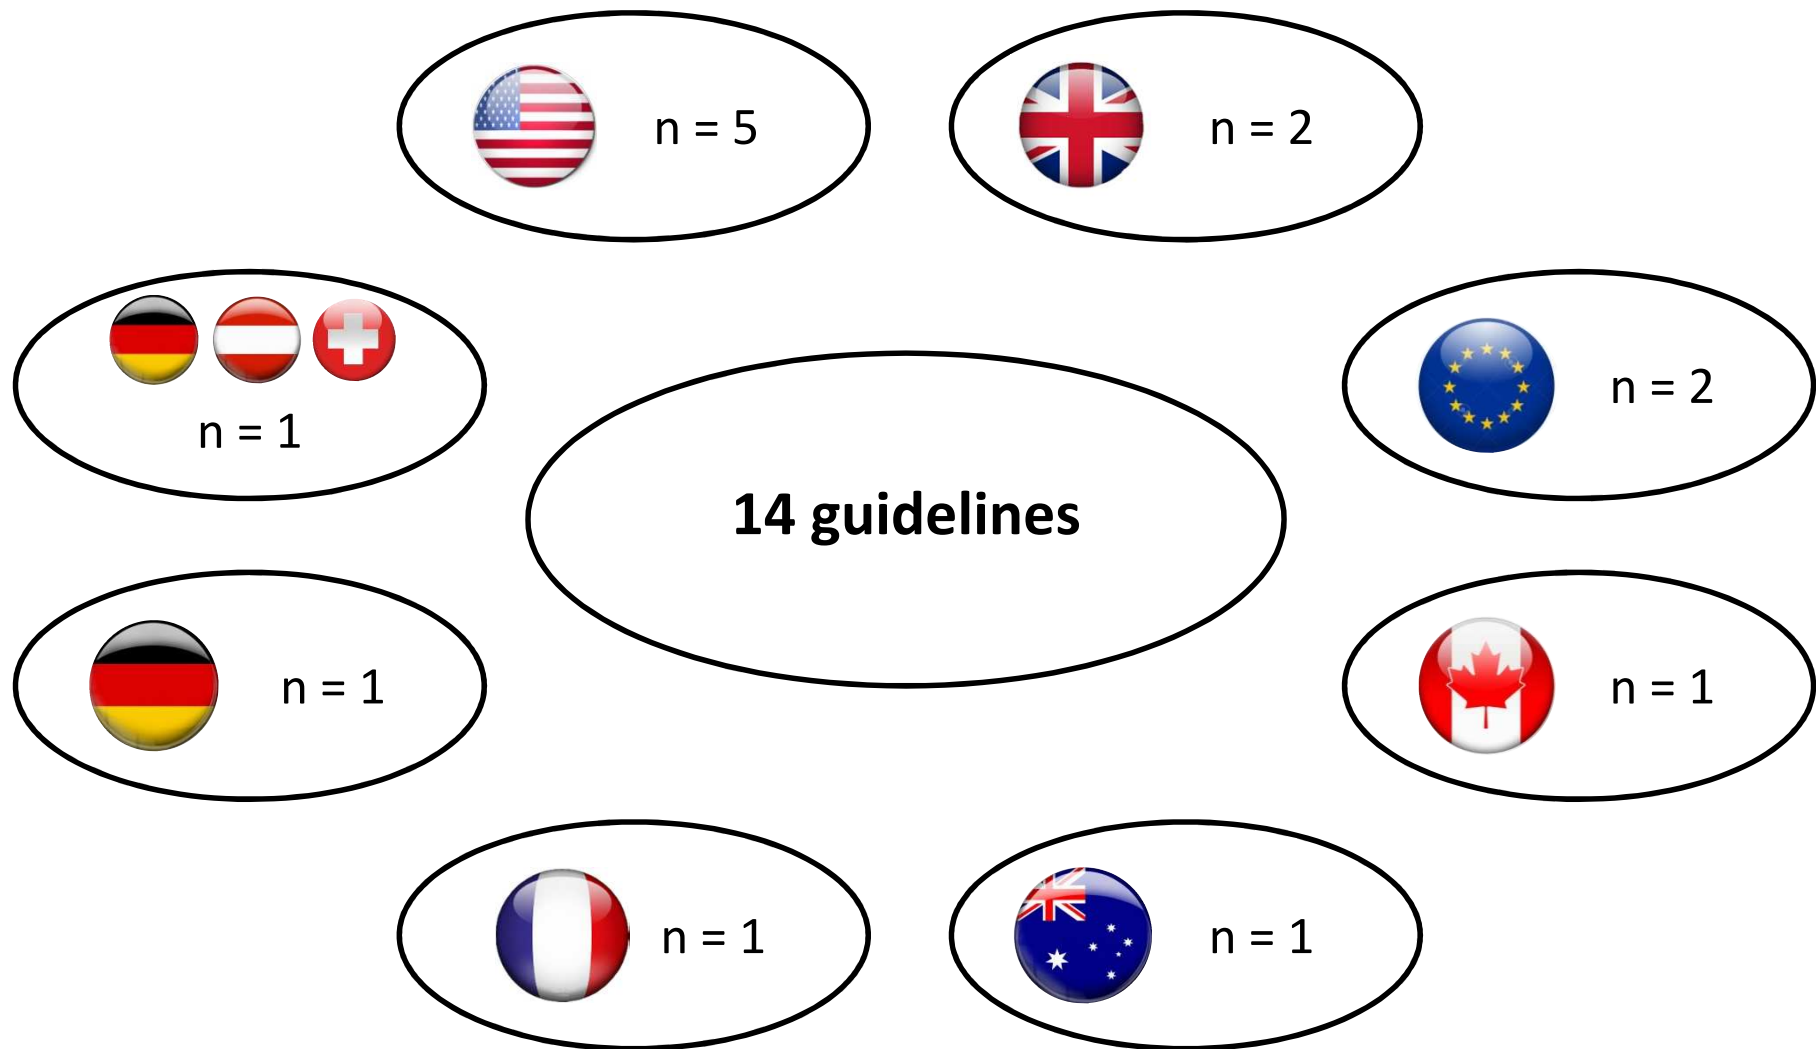 n = 5
n = 2
n = 1
n = 2
14 guidelines
n = 1
n = 1
n = 1
n = 1